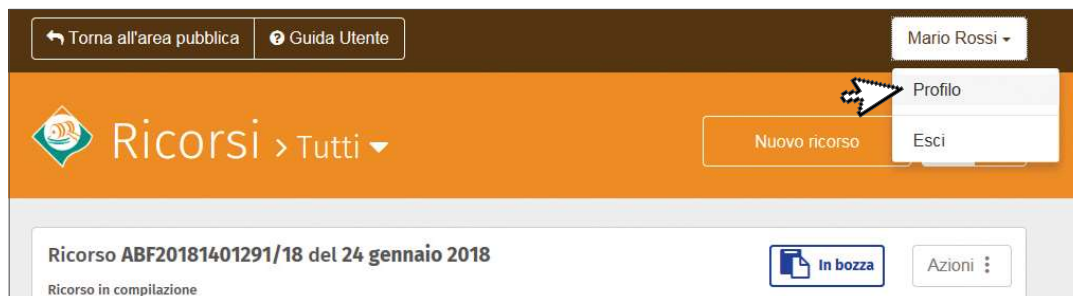 Torna all'area pubblica
Guida Utente
Mario Rossi
Profilo
Esci
Ricorsi > Tutti
Nuovo ricorso
Ricorso ABF20181401291/18 del 24 gennaio 2018
In bozza
Azioni
Ricorso in compilazione